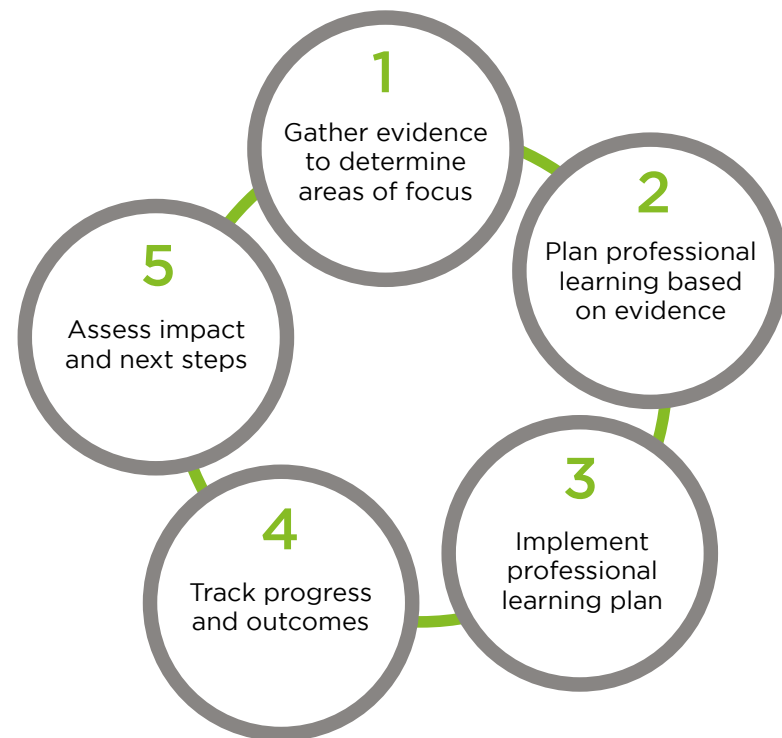 1
Gather evidence
to determine
areas of focus
2
Plan professional
learning based
on evidence
3
Implement
professional
learning plan
4
Track progress
and outcomes
5
Assess impact
and next steps